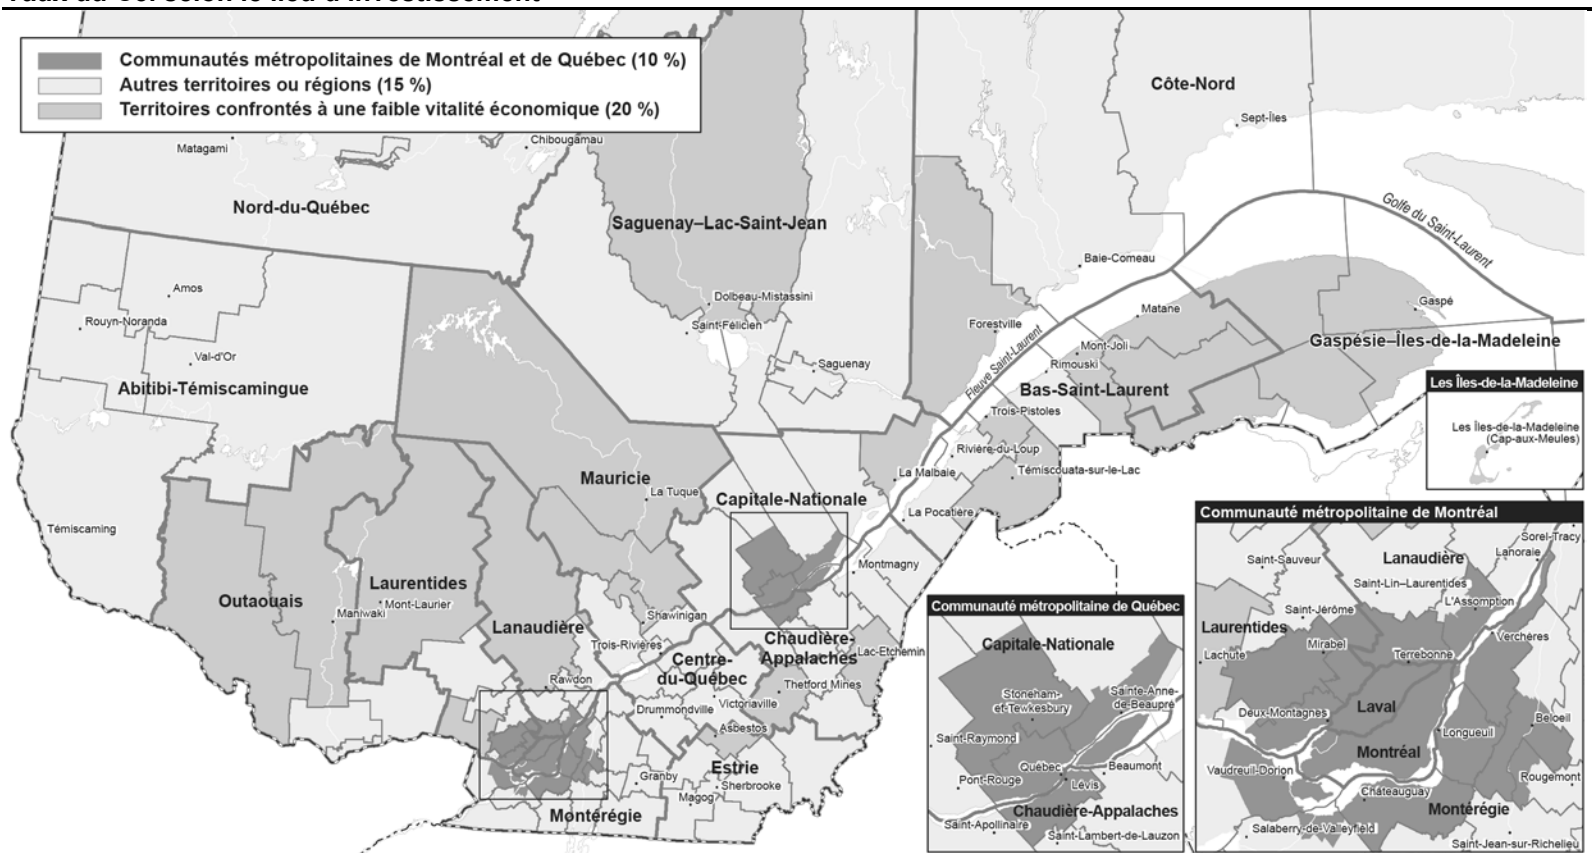 Taux du C3i selon le lieu d'investissement
Communautés métropolitaines de Montréal et de Québec (10 %)
Autres territoires ou régions (15 %)
Territoires confrontés à une faible vitalité économique (20 %)
Côte-Nord
Sept-Îles
Matagami
Chibougamau
Nord-du-Québec
Saguenay–Lac-Saint-Jean
Golfe du Saint-Laurent
Baie-Comeau
Amos
Dolbeau-Mistassini
Matane
Gaspé
Rouyn-Noranda
Saint-Félicien
Forestville
Fleuve Saint-Laurent
Mont-Joli
Gaspésie–Îles-de-la-Madeleine
Val-d'Or
Saguenay
Rimouski
Abitibi-Témiscamingue
Bas-Saint-Laurent
Les Îles-de-la-Madeleine
Trois-Pistoles
Les Îles-de-la-Madeleine
(Cap-aux-Meules)
Rivière-du-Loup
Mauricie
La Malbaie
Témiscouata-sur-le-Lac
La Tuque
Capitale-Nationale
La Pocatière
Témiscaming
Montmagny
Laurentides
Outaouais
Maniwaki
Mont-Laurier
Shawinigan
Lanaudière
Trois-Rivières
Chaudière-
Appalaches
Lac-Etchemin
Centre-
du-Québec
Rawdon
Thetford Mines
Drummondville
Victoriaville
Asbestos
Estrie
Granby
Sherbrooke
Magog
Montérégie
Communauté métropolitaine de Québec
Capitale-Nationale
Stoneham-
et-Tewkesbury
Sainte-Anne-
de-Beaupré
Saint-Raymond
Québec
Beaumont
Pont-Rouge
Lévis
Chaudière-Appalaches
Saint-Apollinaire
Saint-Lambert-de-Lauzon
Communauté métropolitaine de Montréal
Sorel-Tracy
Lanaudière
Lanoraie
Saint-Sauveur
Saint-Lin–Laurentides
L'Assomption
Saint-Jérôme
Laurentides
Verchères
Mirabel
Lachute
Terrebonne
Laval
Deux-Montagnes
Beloeil
Longueuil
Montréal
Vaudreuil-Dorion
Rougemont
Châteauguay
Montérégie
Salaberry-de-Valleyfield
Saint-Jean-sur-Richelieu